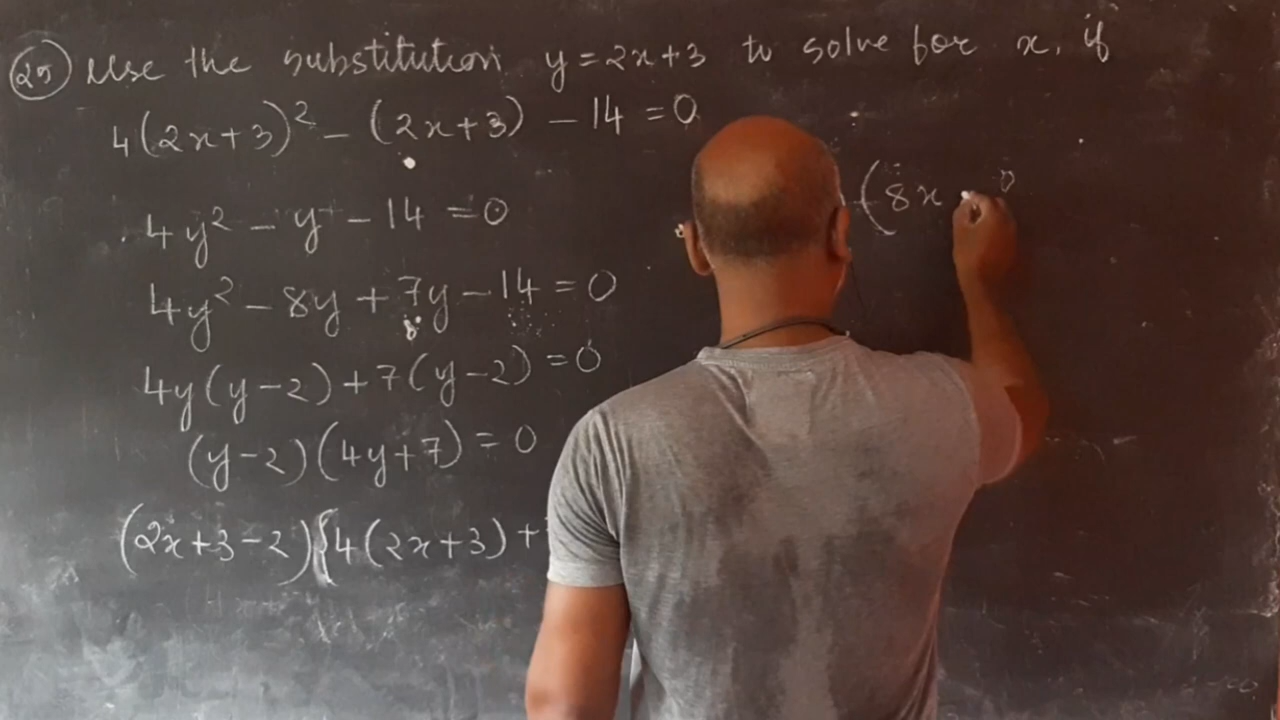 25 Use the substitution y = 2x+3 to solve for x, if
4(2x+3)² - (2x+3) - 14 = 0
4y² - y - 14 = 0
4y² - 8y + 7y - 14 = 0
4y(y-2) + 7(y-2) = 0
(y-2)(4y+7) = 0
(2x+3-2){4(2x+3)+
(8x